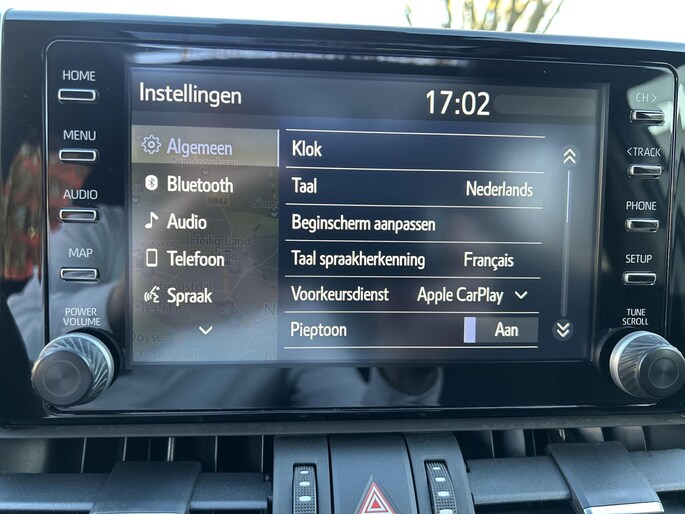 HOME
MENU
AUDIO
MAP
POWER
VOLUME
Instellingen
17:02
Algemeen
Bluetooth
Audio
Telefoon
Spraak
Klok
Taal
Nederlands
Beginscherm aanpassen
Taal spraakherkenning
Français
Voorkeursdienst
Apple CarPlay
Pieptoon
Aan
CH >
< TRACK
PHONE
SETUP
TUNE
SCROLL